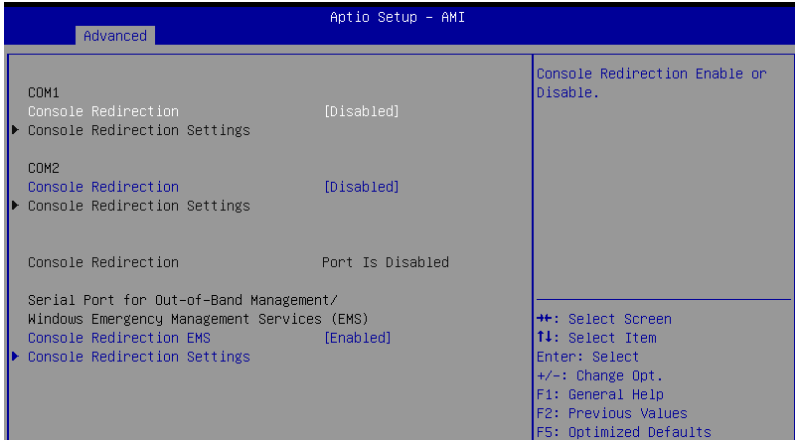 Aptio Setup – AMI
Advanced
COM1
Console Redirection [Disabled]
Console Redirection Settings
COM2
Console Redirection [Disabled]
Console Redirection Settings
Console Redirection Port Is Disabled
Serial Port for Out-of-Band Management/
Windows Emergency Management Services (EMS)
Console Redirection EMS [Enabled]
Console Redirection Settings
Console Redirection Enable or
Disable.
→←: Select Screen
↑↓: Select Item
Enter: Select
+/-: Change Opt.
F1: General Help
F2: Previous Values
F5: Optimized Defaults